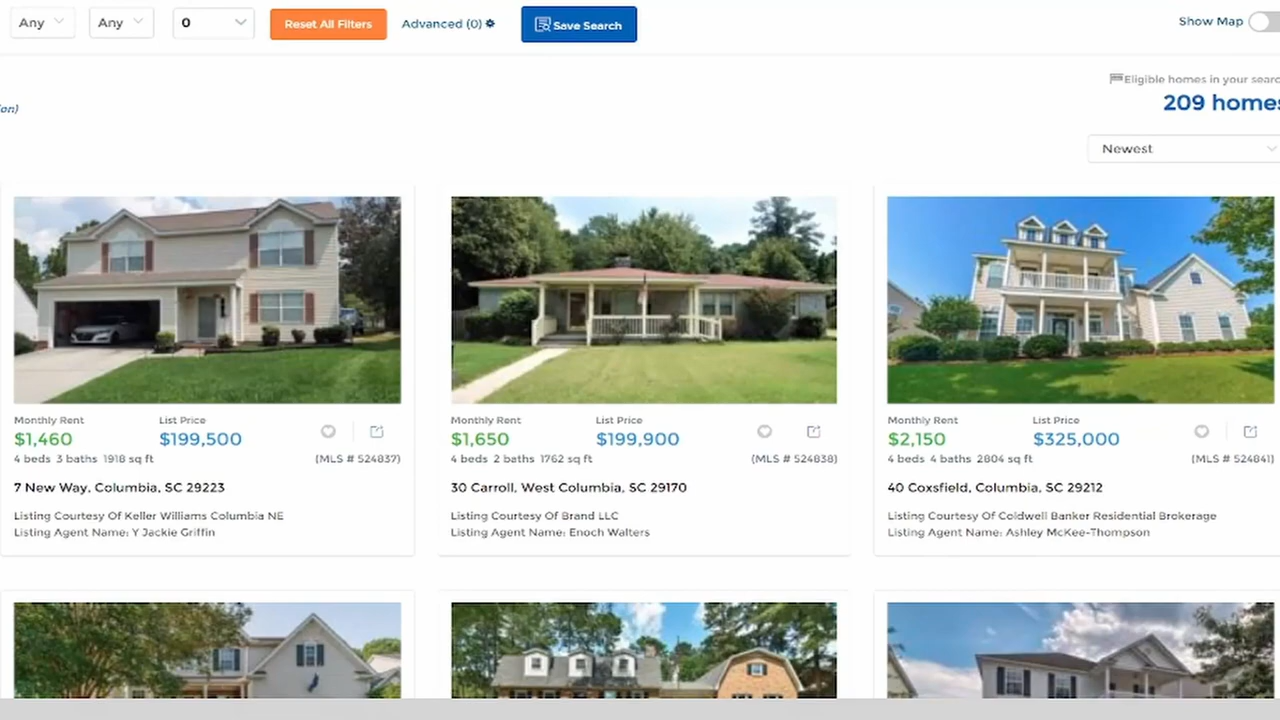 Any Any 0 Reset All Filters Advanced (0) Save Search Show Map
Eligible homes in your searc
on)
209 homes
Newest
Monthly Rent List Price
$1,460 $199,500
4 beds 3 baths 1918 sq ft (MLS # 524837)
7 New Way, Columbia, SC 29223
Listing Courtesy Of Keller Williams Columbia NE
Listing Agent Name: Y Jackie Griffin
Monthly Rent List Price
$1,650 $199,900
4 beds 2 baths 1762 sq ft (MLS # 524838)
30 Carroll, West Columbia, SC 29170
Listing Courtesy Of Brand LLC
Listing Agent Name: Enoch Walters
Monthly Rent List Price
$2,150 $325,000
4 beds 4 baths 2804 sq ft (MLS # 524841)
40 Coxsfield, Columbia, SC 29212
Listing Courtesy Of Coldwell Banker Residential Brokerage
Listing Agent Name: Ashley McKee-Thompson